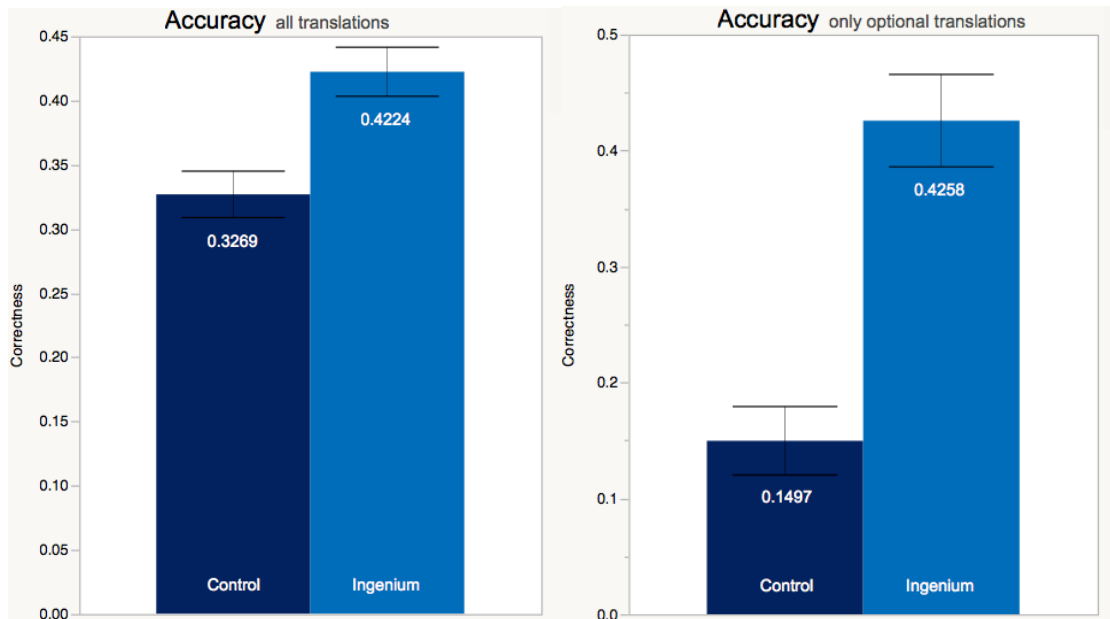 Accuracy all translations
0.45
0.40
0.35
0.30
0.25
0.20
0.15
0.10
0.05
0.00
Correctness
0.3269
0.4224
Control
Ingenium
Accuracy only optional translations
0.5
0.4
0.3
0.2
0.1
0.0
Correctness
0.1497
0.4258
Control
Ingenium